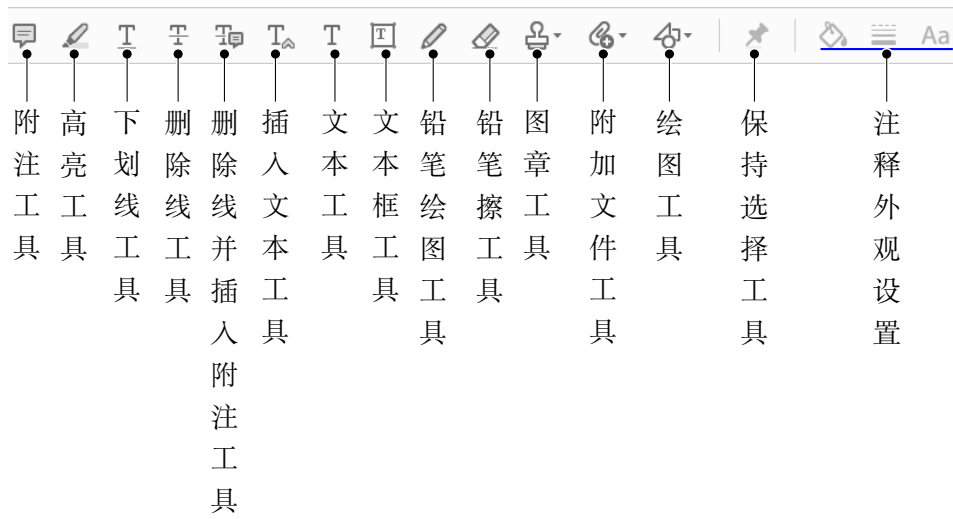 Aa
附注工具
高亮工具
下划线工具
删除线工具
删除线并插入附注工具
插入文本工具
文本工具
文本框工具
铅笔绘图工具
铅笔擦工具
图章工具
附加文件工具
绘图工具
保持选择工具
注释外观设置